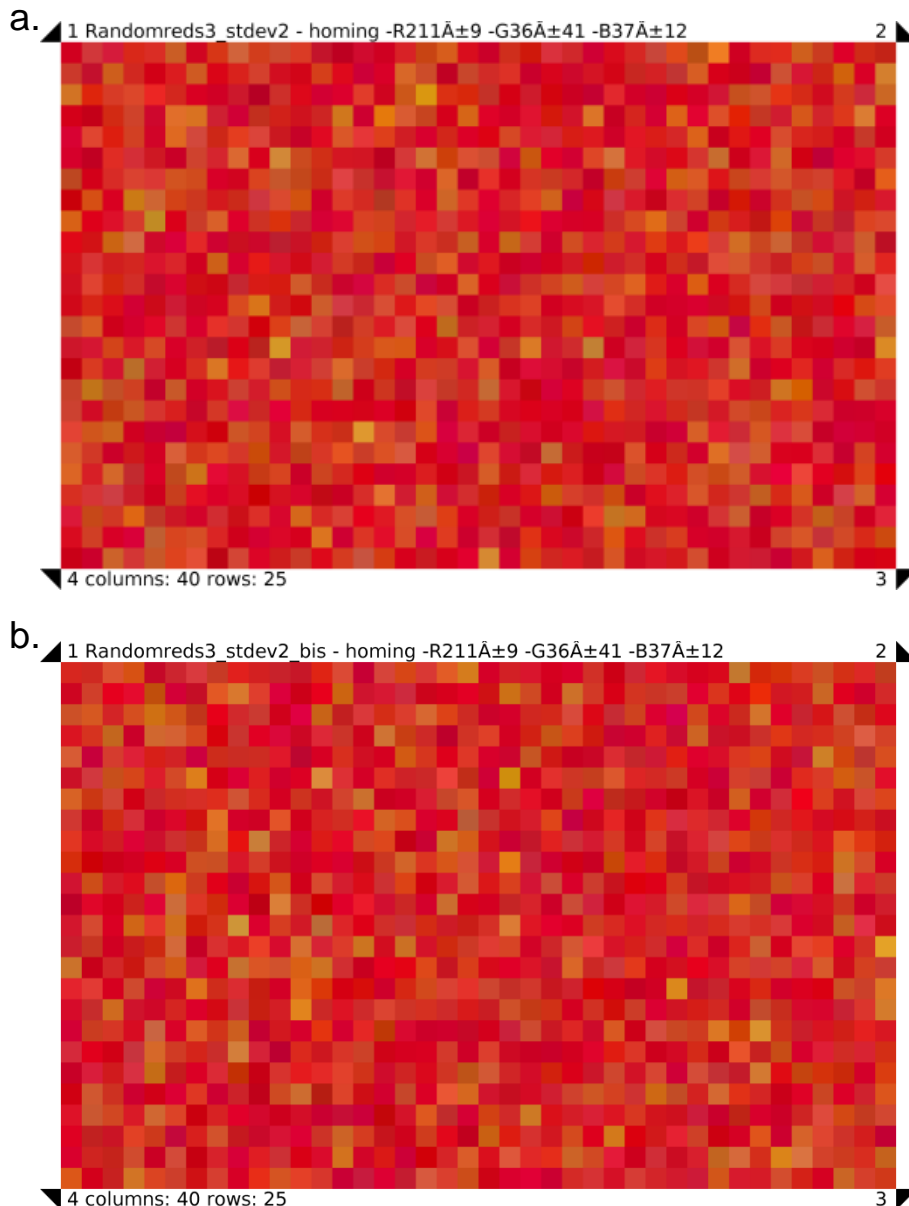 a.
1 Randomreds3_stdev2 - homing -R211Â±9 -G36Â±41 -B37Â±12 2
4 columns: 40 rows: 25 3
b.
1 Randomreds3_stdev2_bis - homing -R211Â±9 -G36Â±41 -B37Â±12 2
4 columns: 40 rows: 25 3